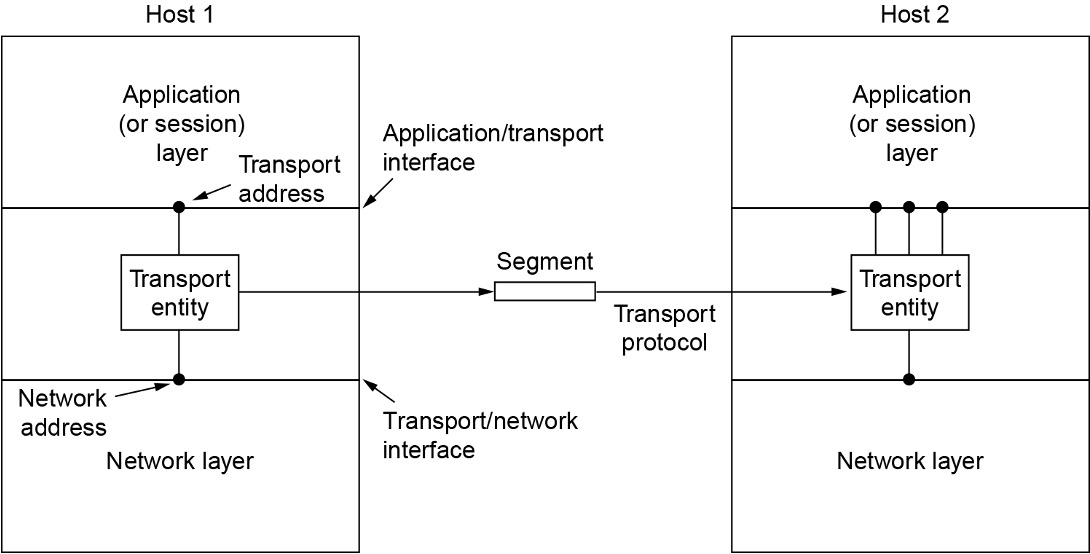 Host 1
Host 2
Application
(or session)
layer
Transport
address
Application/transport
interface
Application
(or session)
layer
Transport
entity
Segment
Transport
protocol
Transport
entity
Network
address
Transport/network
interface
Network layer
Network layer